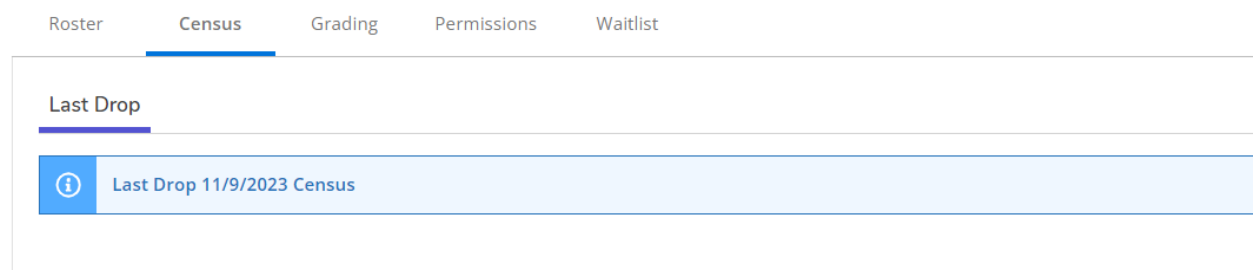 Roster Census Grading Permissions Waitlist
Last Drop
Last Drop 11/9/2023 Census